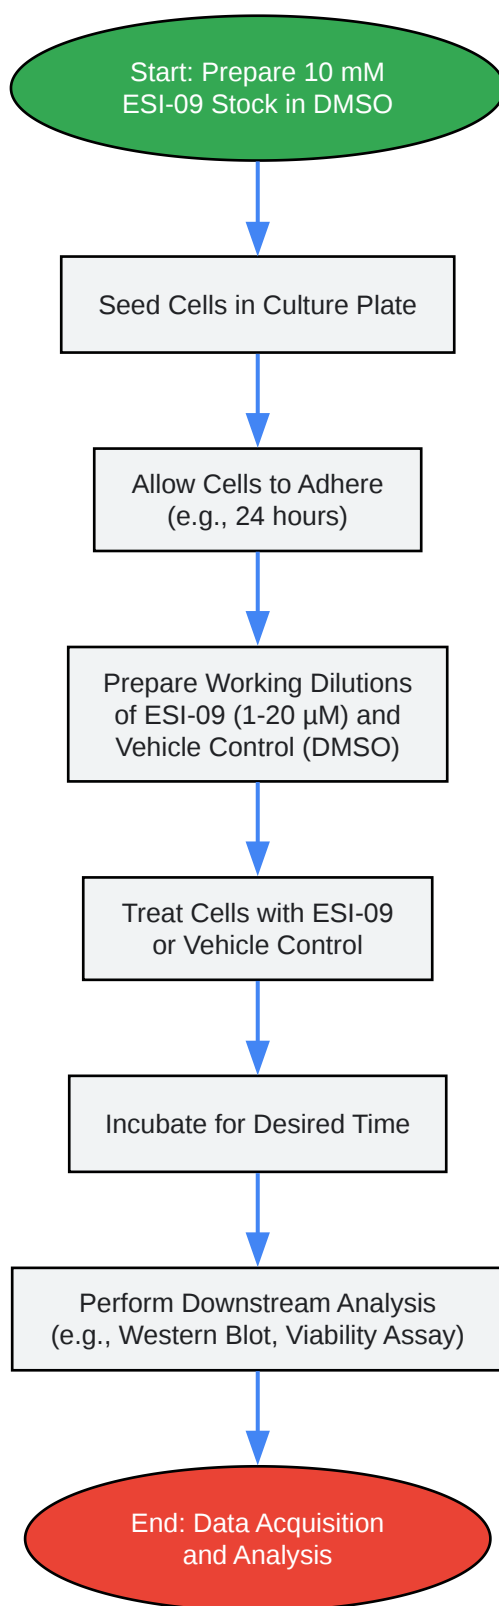 Start: Prepare 10 mM
ESI-09 Stock in DMSO
Seed Cells in Culture Plate
Allow Cells to Adhere
(e.g., 24 hours)
Prepare Working Dilutions
of ESI-09 (1-20 µM) and
Vehicle Control (DMSO)
Treat Cells with ESI-09
or Vehicle Control
Incubate for Desired Time
Perform Downstream Analysis
(e.g., Western Blot, Viability Assay)
End: Data Acquisition
and Analysis